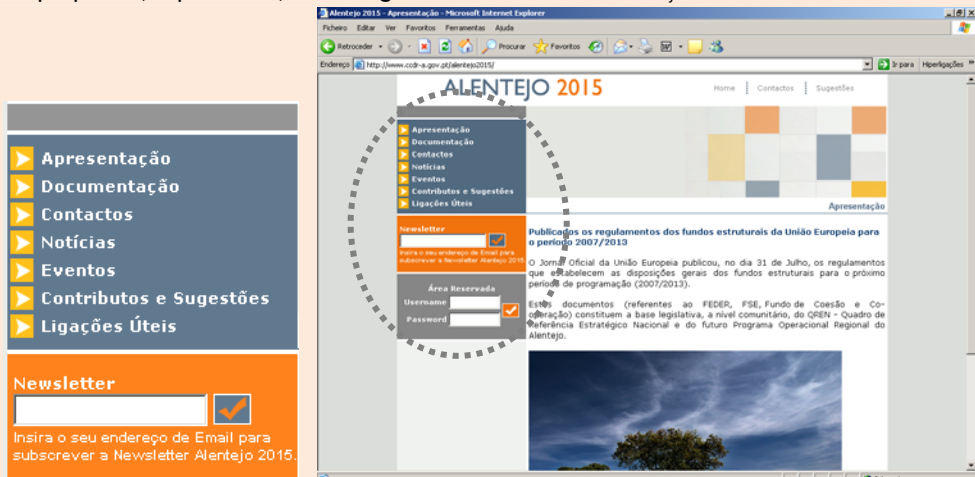 Apresentação
Documentação
Contactos
Notícias
Eventos
Contributos e Sugestões
Ligações Úteis
Newsletter
Insira o seu endereço de Email para
subscrever a Newsletter Alentejo 2015.
Alentejo 2015 - Apresentação - Microsoft Internet Explorer
Ficheiro Editar Ver Favoritos Ferramentas Ajuda
Retroceder Procurar Favoritos
Endereço http://www.ccdr-a.gov.pt/alentejo2015/ Ir para Hiperligações »
ALENTEJO 2015
Home Contactos Sugestões
Apresentação
Documentação
Contactos
Notícias
Eventos
Contributos e Sugestões
Ligações Úteis
Apresentação
Newsletter
Insira o seu endereço de Email para
subscrever a Newsletter Alentejo 2015.
Área Reservada
Username
Password
Publicados os regulamentos dos fundos estruturais da União Europeia para
o período 2007/2013
O Jornal Oficial da União Europeia publicou, no dia 31 de Julho, os regulamentos
que estabelecem as disposições gerais dos fundos estruturais para o próximo
período de programação (2007/2013).
Estes documentos (referentes ao FEDER, FSE, Fundo de Coesão e Co-
operação) constituem a base legislativa, a nível comunitário, do QREN - Quadro de
Referência Estratégico Nacional e do futuro Programa Operacional Regional do
Alentejo.